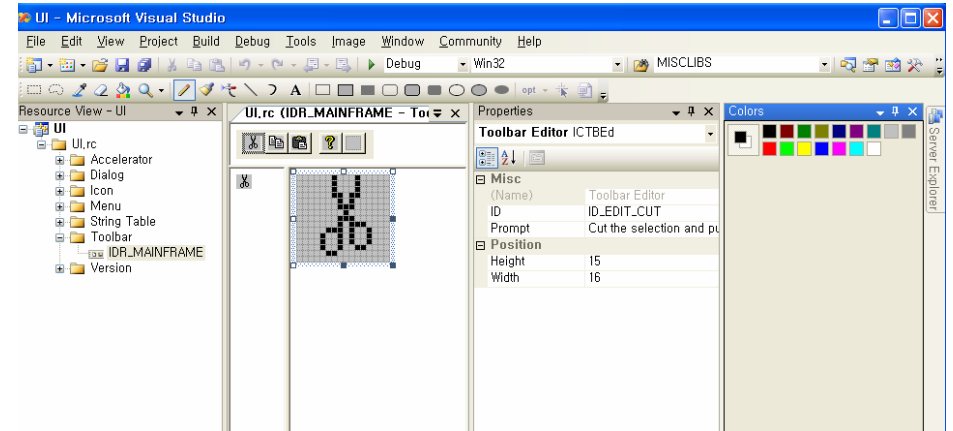 UI - Microsoft Visual Studio
File Edit View Project Build Debug Tools Image Window Community Help
Debug Win32 MISCLIBS
A opt
Resource View - UI
UI
UI.rc
Accelerator
Dialog
Icon
Menu
String Table
Toolbar
IDR_MAINFRAME
Version
UI.rc (IDR_MAINFRAME - Too
Properties
Toolbar Editor ICTBEd
Misc
(Name) Toolbar Editor
ID ID_EDIT_CUT
Prompt Cut the selection and pu
Position
Height 15
Width 16
Colors
Server Explorer